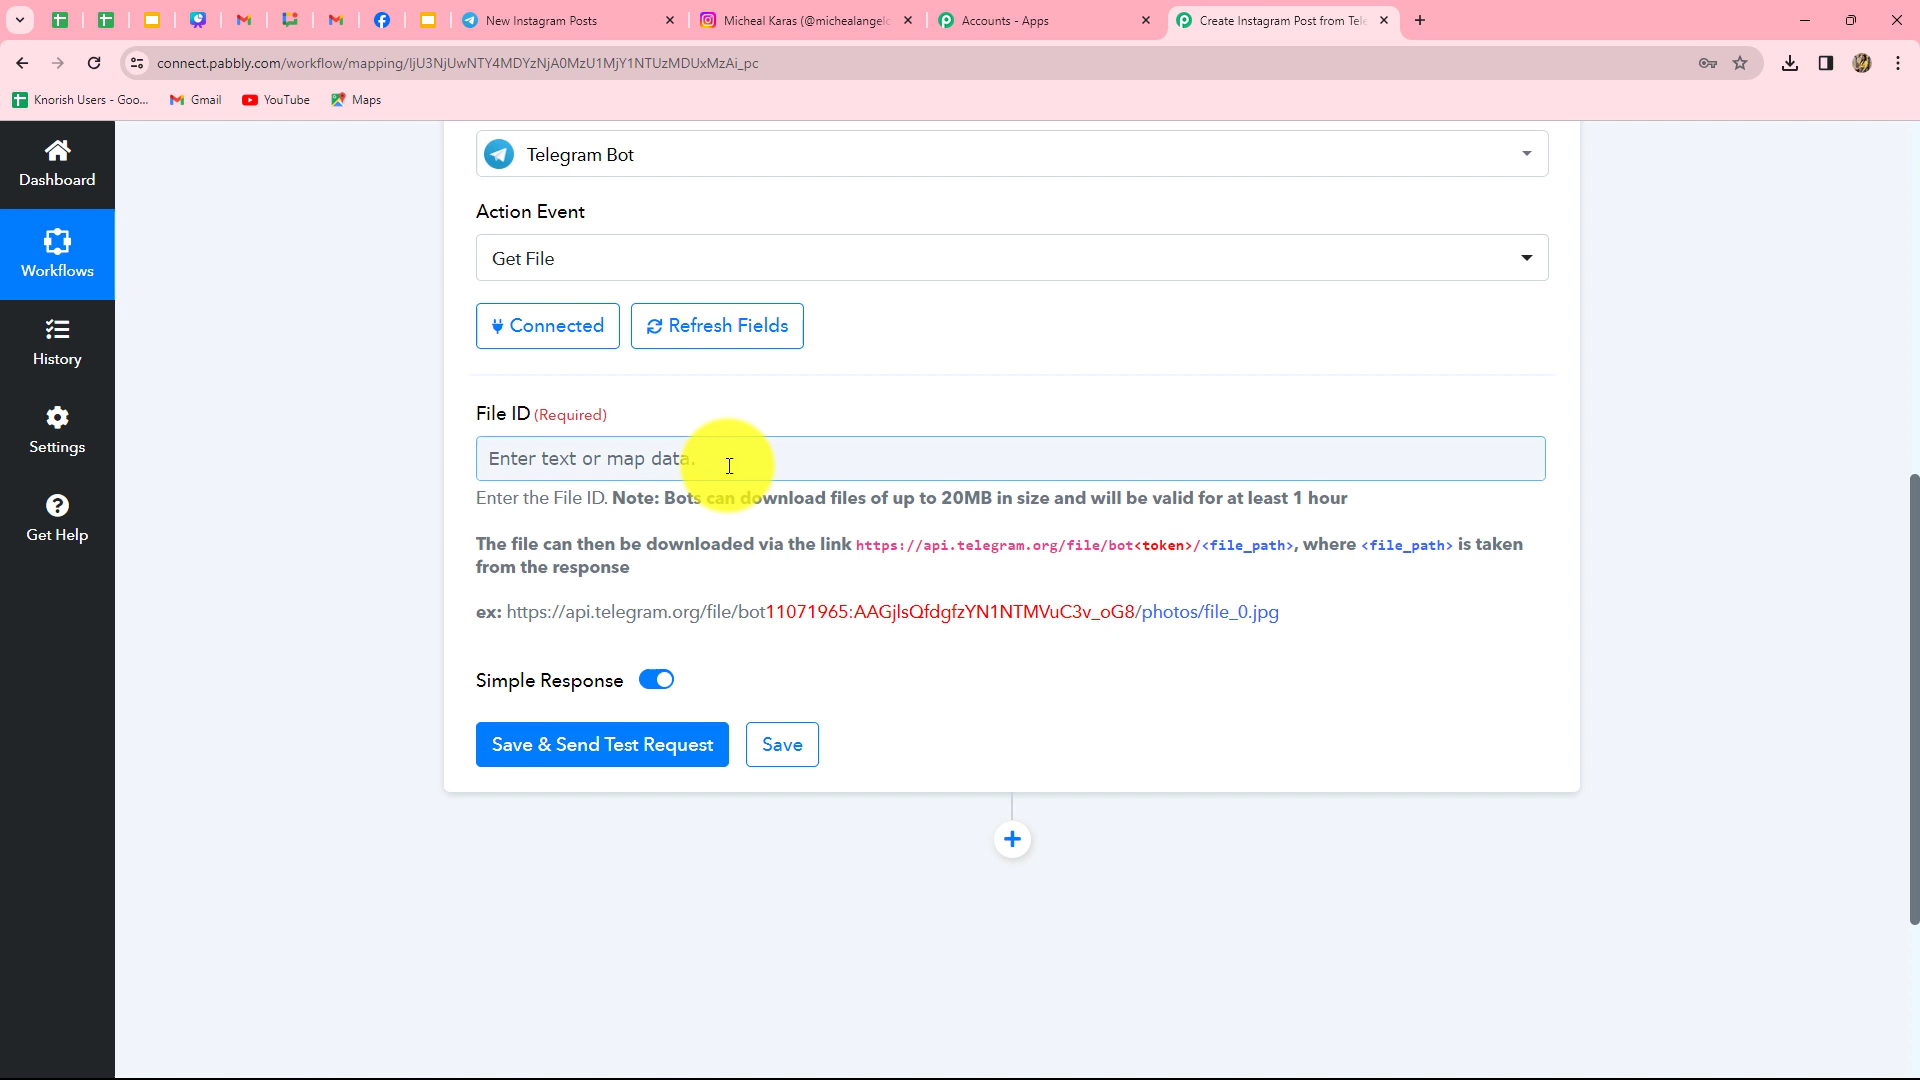 New Instagram Posts
Micheal Karas (@michealangelo
Accounts - Apps
Create Instagram Post from Tele
connect.pabbly.com/workflow/mapping/IjU3NjUwNTY4MDYzNjA0MzU1MjY1NTUzMDUxMzAi_pc
Knorish Users - Goo...
Gmail
YouTube
Maps
Dashboard
Workflows
History
Settings
Get Help
Telegram Bot
Action Event
Get File
Connected
Refresh Fields
File ID (Required)
Enter text or map data.
Enter the File ID. Note: Bots can download files of up to 20MB in size and will be valid for at least 1 hour
The file can then be downloaded via the link https://api.telegram.org/file/bot<token>/<file_path>, where <file_path> is taken
from the response
ex: https://api.telegram.org/file/bot11071965:AAGjlsQfdgfzYN1NTMVuC3v_oG8/photos/file_0.jpg
Simple Response
Save & Send Test Request
Save